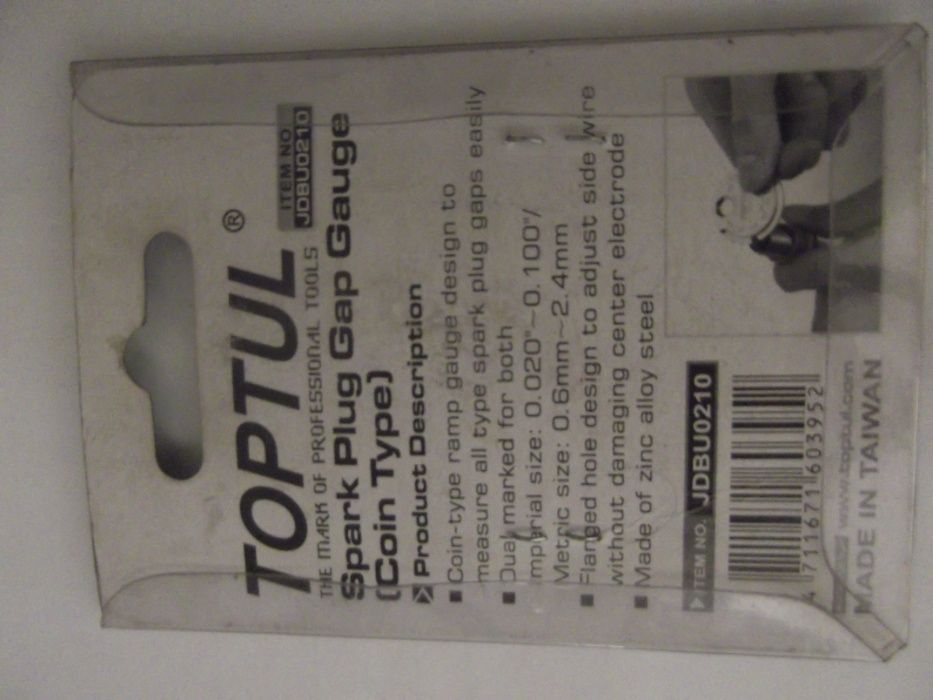 TOPTUL®
THE MARK OF PROFESSIONAL TOOLS
ITEM NO.
JDBU0210
Spark Plug Gap Gauge
(Coin Type)
Product Description
■ Coin-type ramp gauge design to
measure all type spark plug gaps easily
■ Dual marked for both
Imperial size: 0.020"~0.100"/
Metric size: 0.6mm~2.4mm
■ Flanged hole design to adjust side wire
without damaging center electrode
■ Made of zinc alloy steel
ITEM NO. JDBU0210
4711671603952
www.toptul.com
MADE IN TAIWAN